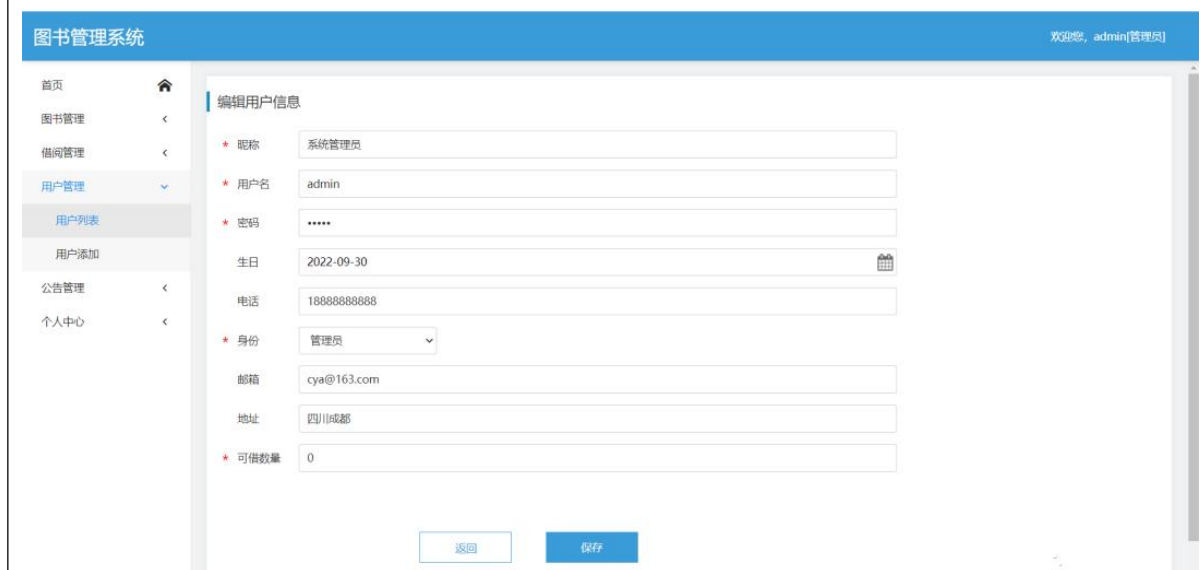 图书管理系统
欢迎您，admin[管理员]
首页
图书管理
借阅管理
用户管理
用户列表
用户添加
公告管理
个人中心
编辑用户信息
* 昵称 系统管理员
* 用户名 admin
* 密码 •••••
生日 2022-09-30
电话 18888888888
* 身份 管理员
邮箱 cya@163.com
地址 四川成都
* 可借数量 0
返回 保存